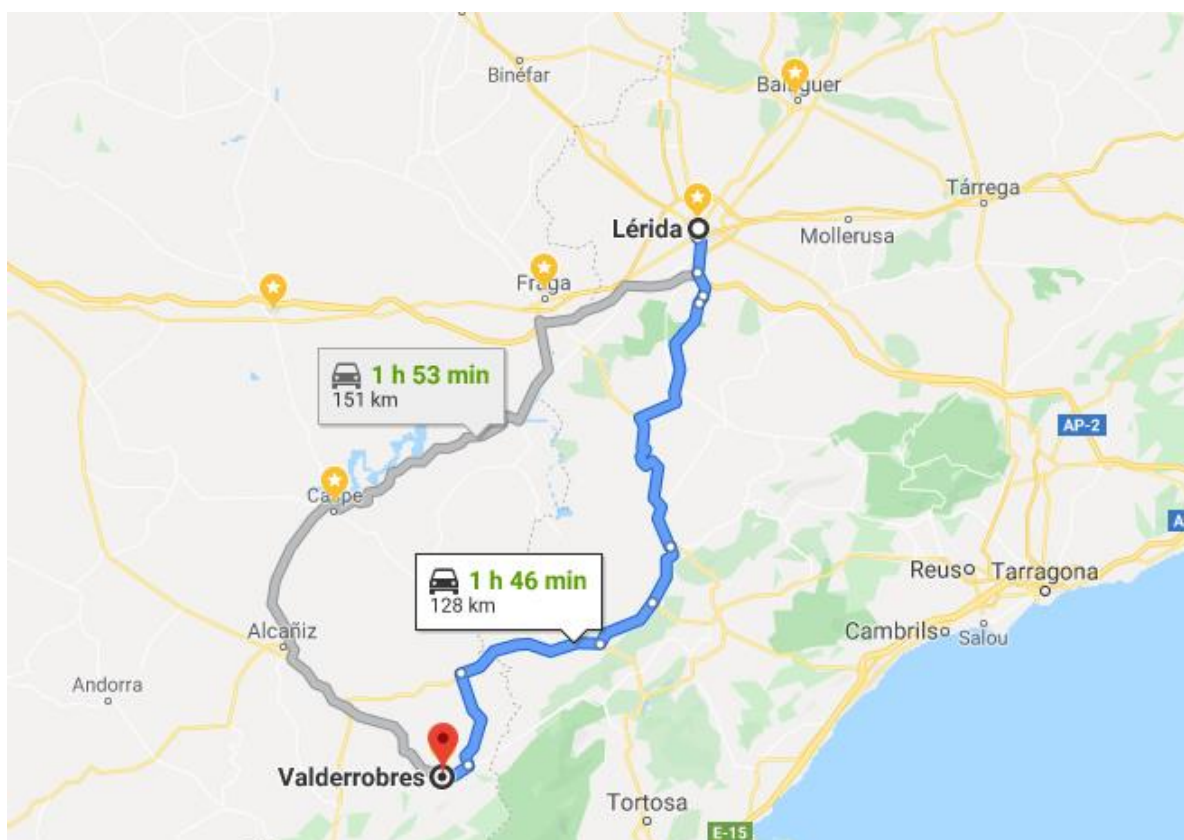 Binéfar
Balaguer
Tárrega
Lérida
Mollerusa
Fraga
1 h 53 min
151 km
AP-2
Caspe
1 h 46 min
128 km
Reus
Tarragona
Alcañiz
Cambrils
Salou
Andorra
Valderrobres
Tortosa
E-15